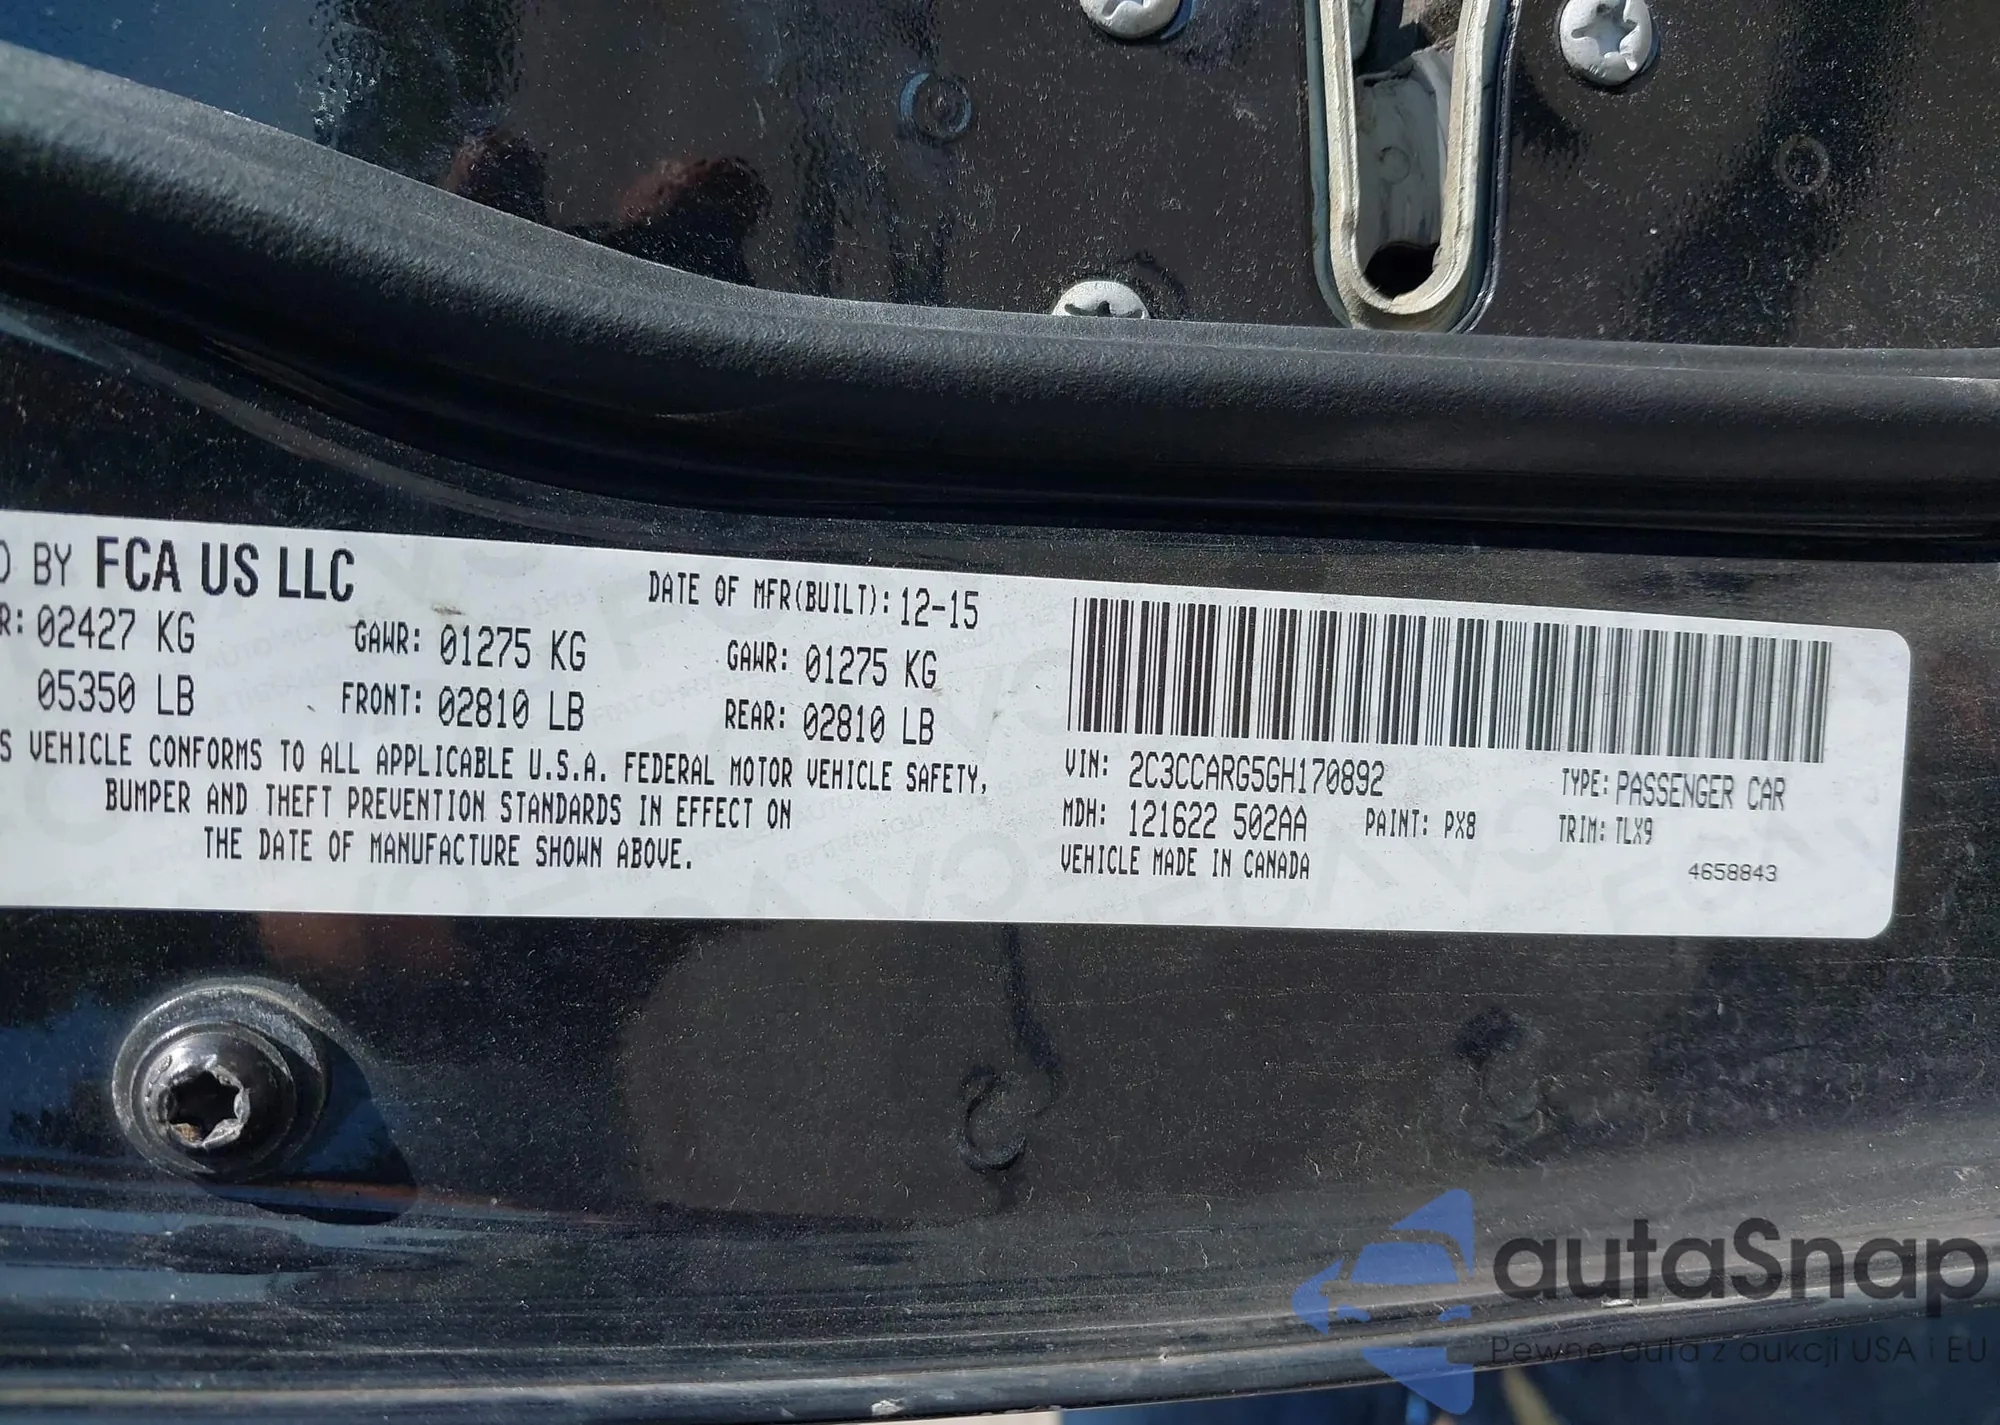 D BY FCA US LLC
DATE OF MFR(BUILT): 12-15
R: 02427 KG GAWR: 01275 KG GAWR: 01275 KG
05350 LB FRONT: 02810 LB REAR: 02810 LB
S VEHICLE CONFORMS TO ALL APPLICABLE U.S.A. FEDERAL MOTOR VEHICLE SAFETY,
BUMPER AND THEFT PREVENTION STANDARDS IN EFFECT ON
THE DATE OF MANUFACTURE SHOWN ABOVE.
VIN: 2C3CCARG5GH170892 TYPE: PASSENGER CAR
MDH: 121622 502AA PAINT: PX8 TRIM: TLX9
VEHICLE MADE IN CANADA
4658843
autaSnap
Pewne auta z aukcji USA i EU